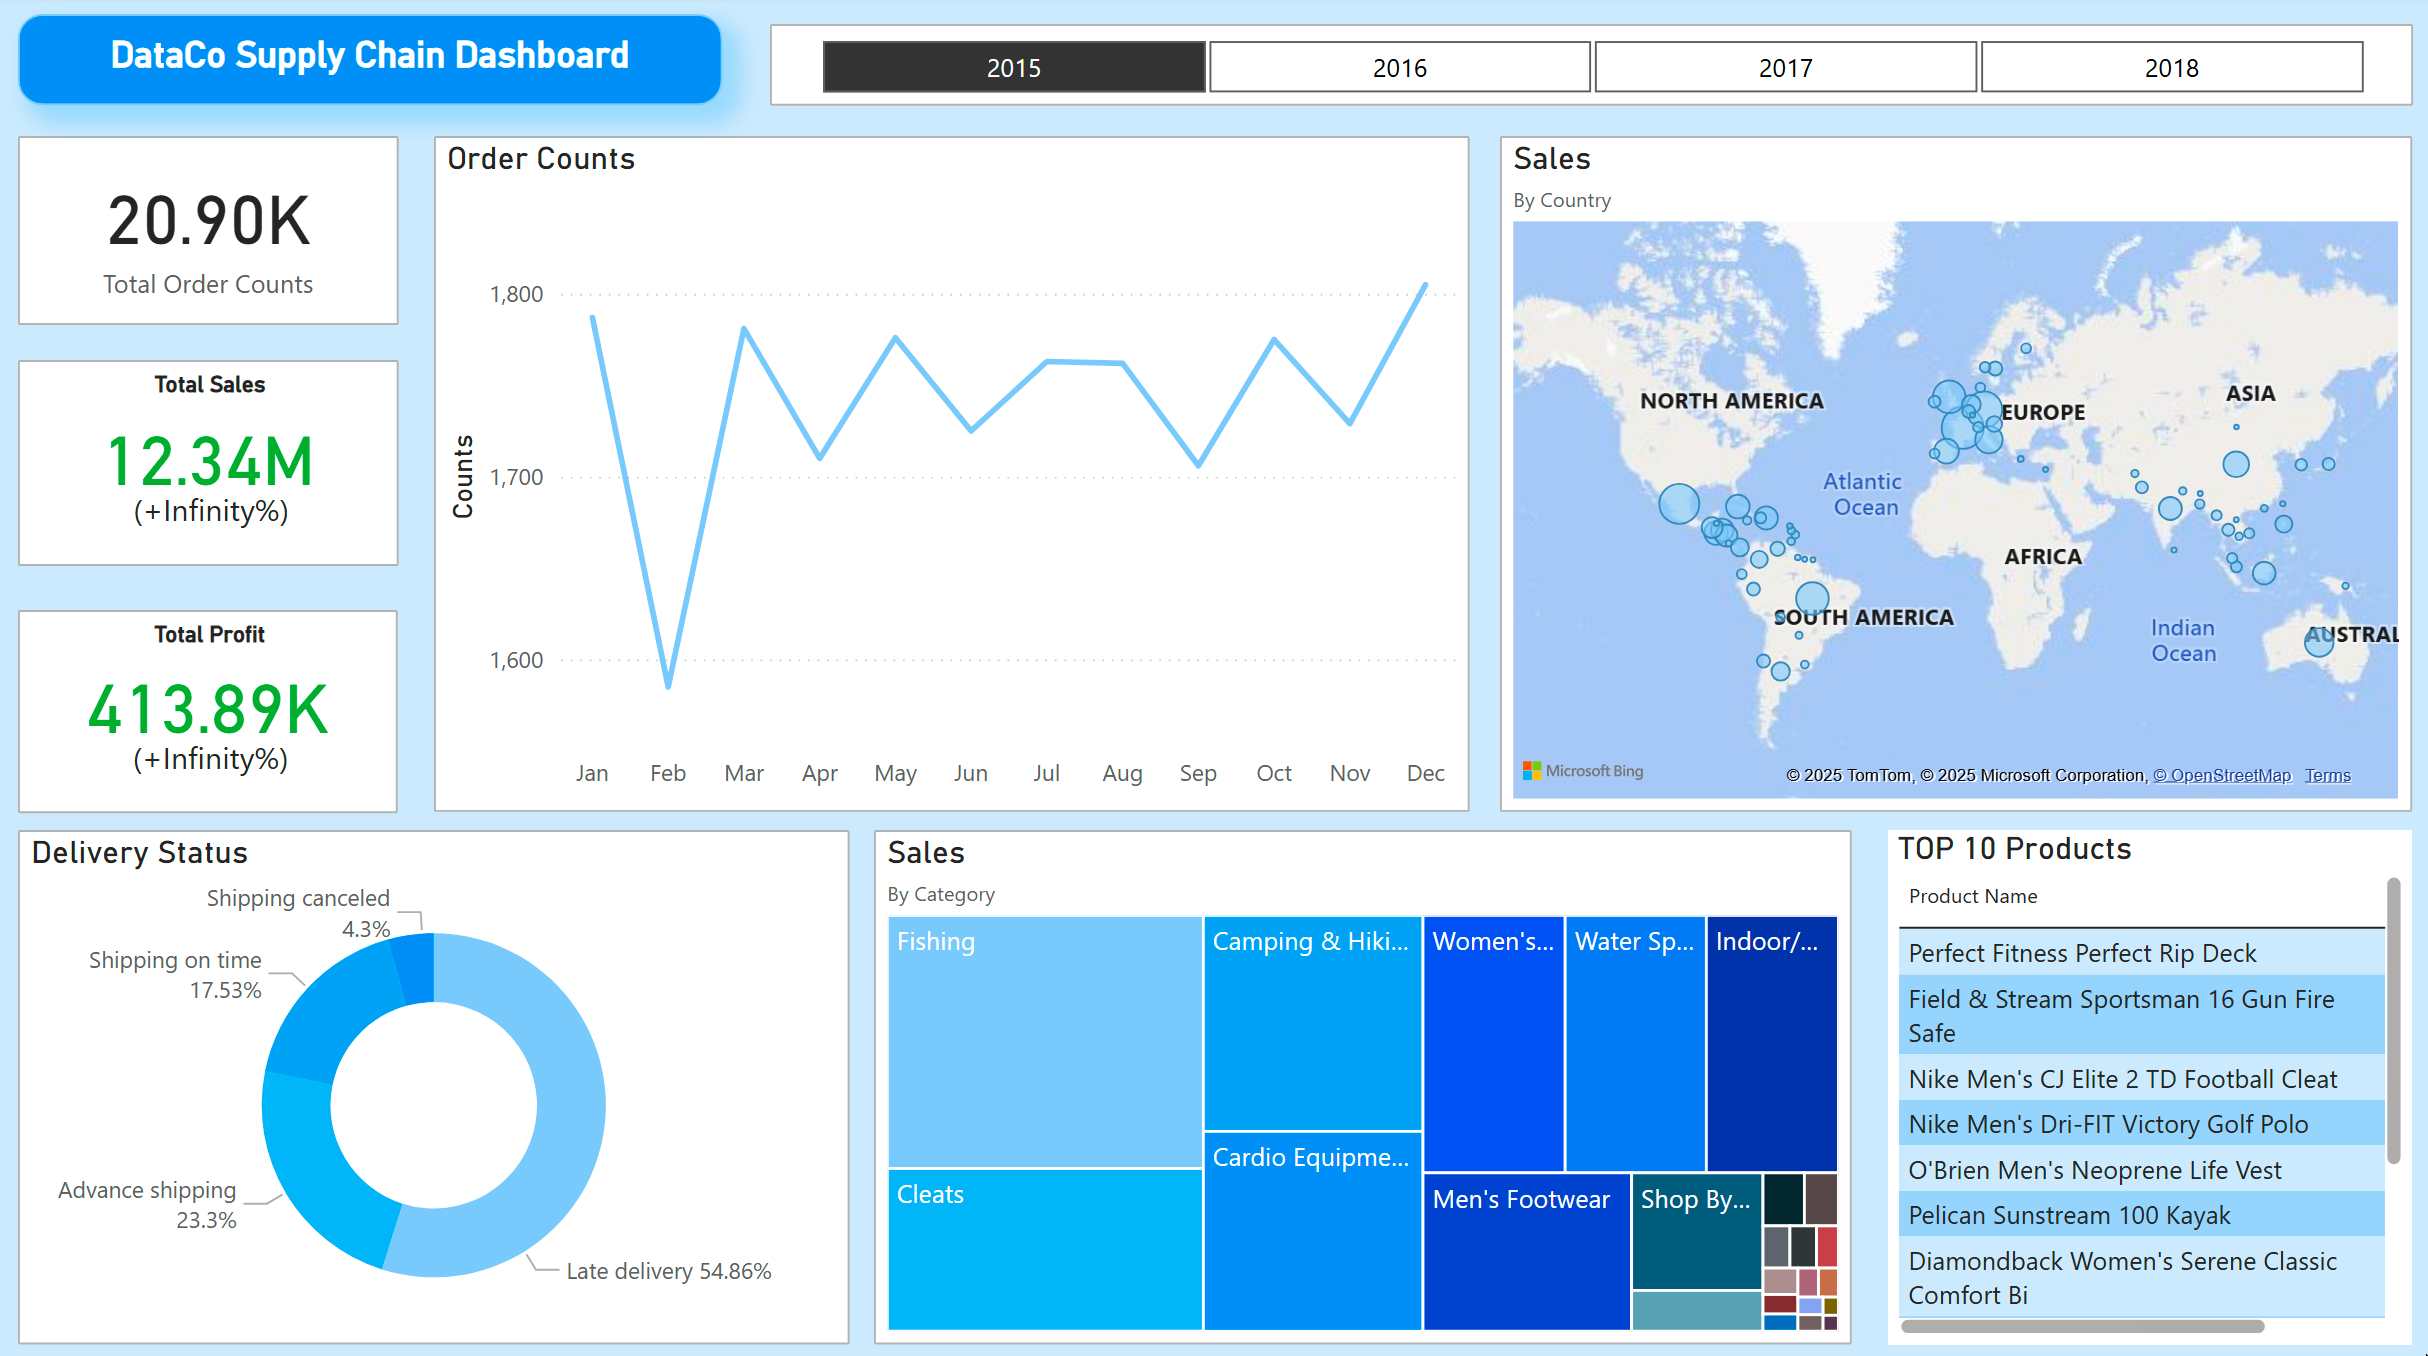 DataCo Supply Chain Dashboard
2015
2016
2017
2018
20.90K
Total Order Counts
Total Sales
12.34M
(+Infinity%)
Total Profit
413.89K
(+Infinity%)
Order Counts
Counts
1,800
1,700
1,600
Jan
Feb
Mar
Apr
May
Jun
Jul
Aug
Sep
Oct
Nov
Dec
Sales
By Country
NORTH AMERICA
EUROPE
ASIA
Atlantic
Ocean
AFRICA
SOUTH AMERICA
Indian
Ocean
AUSTRAL
Microsoft Bing
© 2025 TomTom, © 2025 Microsoft Corporation, © OpenStreetMap Terms
Delivery Status
Shipping canceled
4.3%
Shipping on time
17.53%
Advance shipping
23.3%
Late delivery 54.86%
Sales
By Category
Fishing
Cleats
Camping & Hiki...
Cardio Equipme...
Women's...
Water Sp...
Indoor/...
Men's Footwear
Shop By...
TOP 10 Products
Product Name
Perfect Fitness Perfect Rip Deck
Field & Stream Sportsman 16 Gun Fire
Safe
Nike Men's CJ Elite 2 TD Football Cleat
Nike Men's Dri-FIT Victory Golf Polo
O'Brien Men's Neoprene Life Vest
Pelican Sunstream 100 Kayak
Diamondback Women's Serene Classic
Comfort Bi